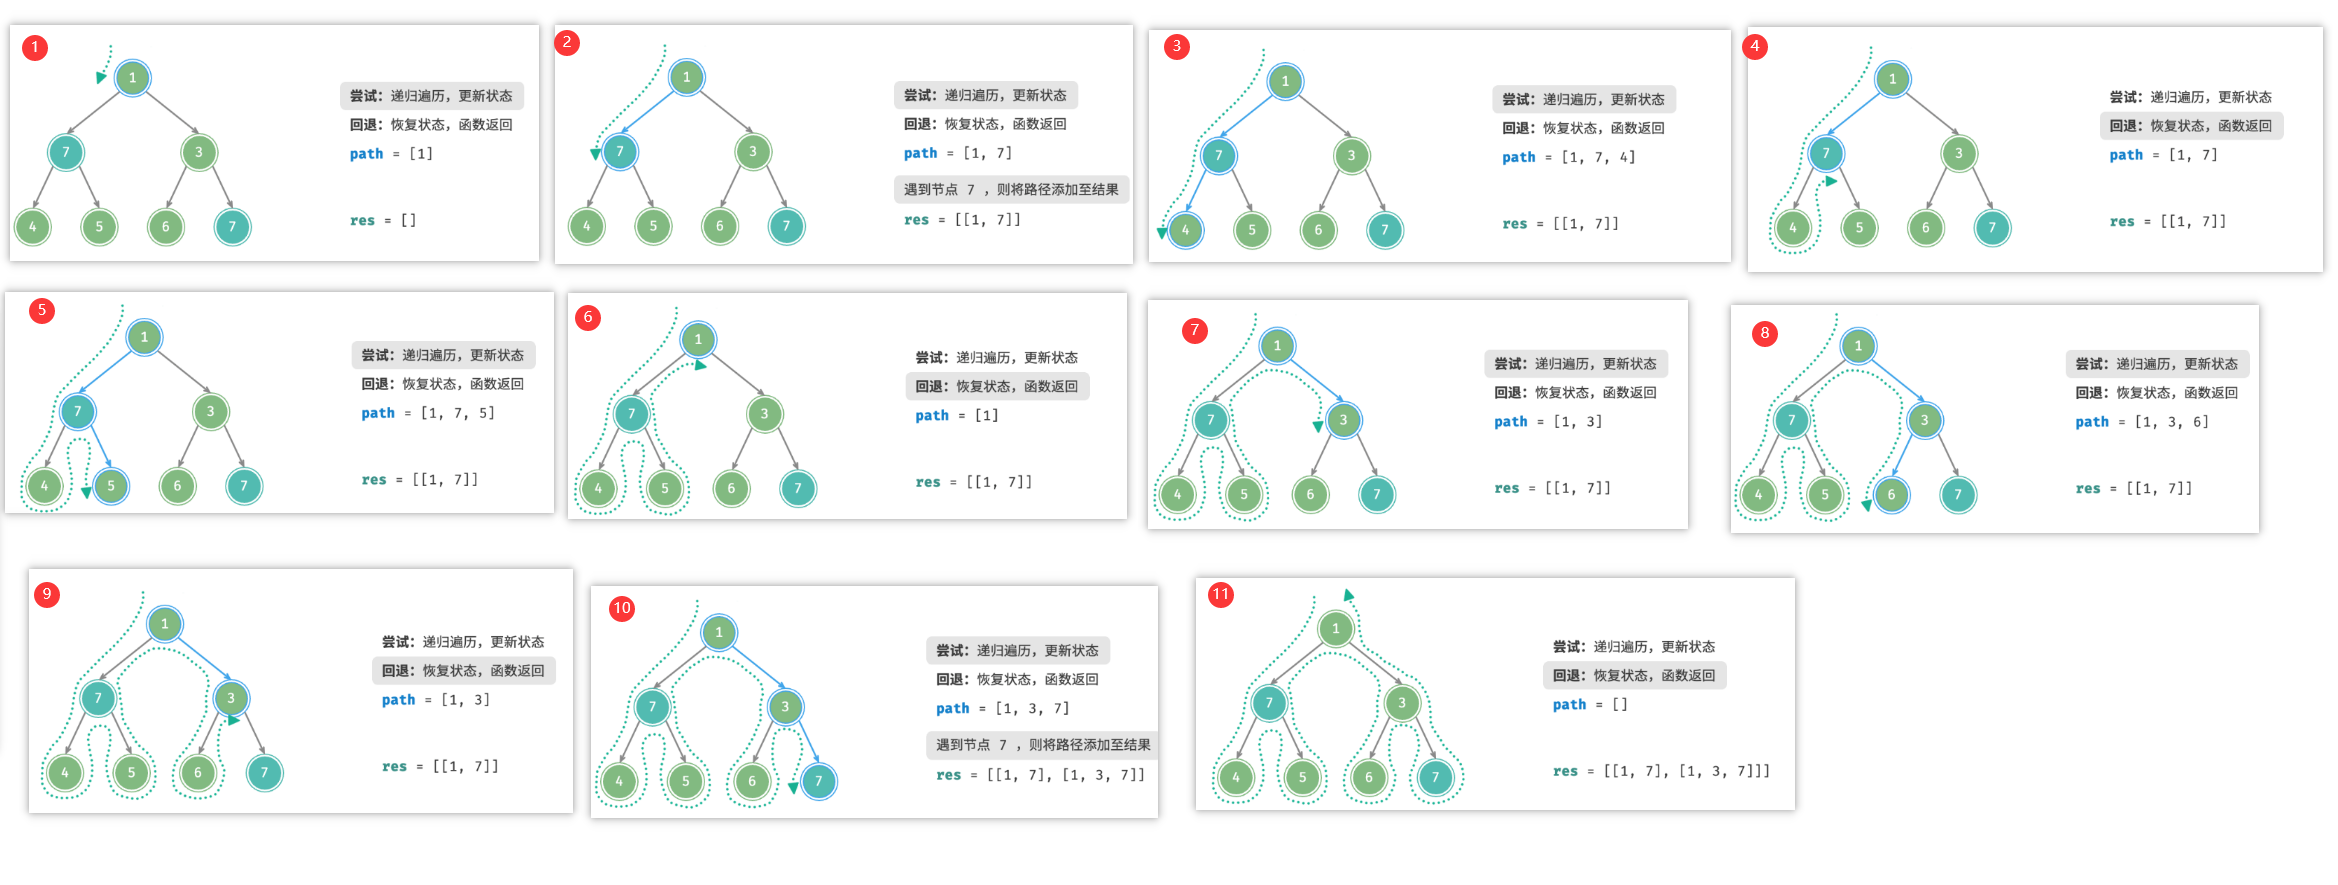 1
1
7
3
4
5
6
7
尝试：递归遍历，更新状态
回退：恢复状态，函数返回
path = [1]
res = []
2
1
7
3
4
5
6
7
尝试：递归遍历，更新状态
回退：恢复状态，函数返回
path = [1, 7]
遇到节点 7 ，则将路径添加至结果
res = [[1, 7]]
3
1
7
3
4
5
6
7
尝试：递归遍历，更新状态
回退：恢复状态，函数返回
path = [1, 7, 4]
res = [[1, 7]]
4
1
7
3
4
5
6
7
尝试：递归遍历，更新状态
回退：恢复状态，函数返回
path = [1, 7]
res = [[1, 7]]
5
1
7
3
4
5
6
7
尝试：递归遍历，更新状态
回退：恢复状态，函数返回
path = [1, 7, 5]
res = [[1, 7]]
6
1
7
3
4
5
6
7
尝试：递归遍历，更新状态
回退：恢复状态，函数返回
path = [1]
res = [[1, 7]]
7
1
7
3
4
5
6
7
尝试：递归遍历，更新状态
回退：恢复状态，函数返回
path = [1, 3]
res = [[1, 7]]
8
1
7
3
4
5
6
7
尝试：递归遍历，更新状态
回退：恢复状态，函数返回
path = [1, 3, 6]
res = [[1, 7]]
9
1
7
3
4
5
6
7
尝试：递归遍历，更新状态
回退：恢复状态，函数返回
path = [1, 3]
res = [[1, 7]]
10
1
7
3
4
5
6
7
尝试：递归遍历，更新状态
回退：恢复状态，函数返回
path = [1, 3, 7]
遇到节点 7 ，则将路径添加至结果
res = [[1, 7], [1, 3, 7]]
11
1
7
3
4
5
6
7
尝试：递归遍历，更新状态
回退：恢复状态，函数返回
path = []
res = [[1, 7], [1, 3, 7]]]